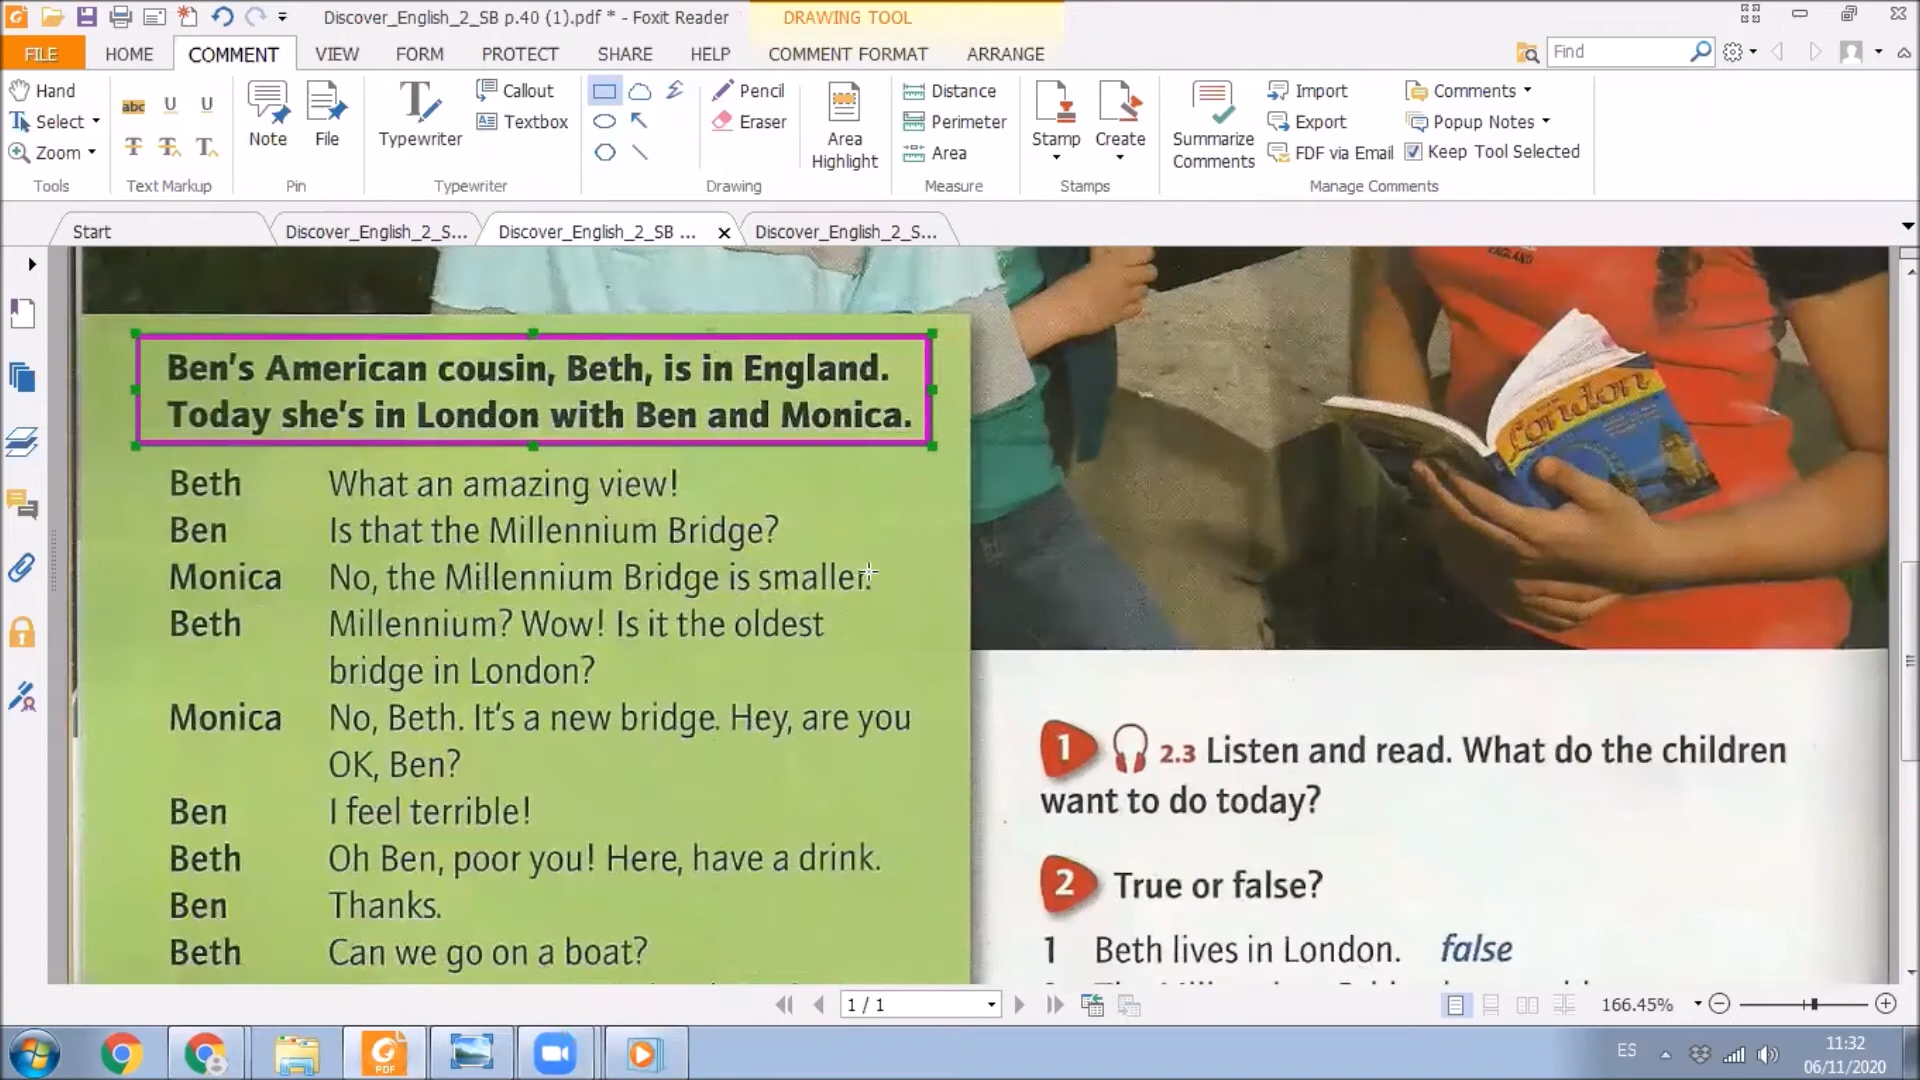 Discover_English_2_SB p.40 (1).pdf * - Foxit Reader
DRAWING TOOL
FILE
HOME
COMMENT
VIEW
FORM
PROTECT
SHARE
HELP
COMMENT FORMAT
ARRANGE
Find
Hand
Select
Zoom
Tools
Text Markup
Note
File
Pin
Typewriter
Callout
Textbox
Typewriter
Pencil
Eraser
Area
Highlight
Drawing
Distance
Perimeter
Area
Measure
Stamp
Create
Stamps
Summarize
Comments
Import
Export
FDF via Email
Comments
Popup Notes
Keep Tool Selected
Manage Comments
Start
Discover_English_2_S...
Discover_English_2_SB ...
Discover_English_2_S...
ENGLAND
London
Ben's American cousin, Beth, is in England.
Today she's in London with Ben and Monica.
Beth What an amazing view!
Ben Is that the Millennium Bridge?
Monica No, the Millennium Bridge is smaller.
Beth Millennium? Wow! Is it the oldest
bridge in London?
Monica No, Beth. It's a new bridge. Hey, are you
OK, Ben?
Ben I feel terrible!
Beth Oh Ben, poor you! Here, have a drink.
Ben Thanks.
Beth Can we go on a boat?
1 2.3 Listen and read. What do the children
want to do today?
2 True or false?
1 Beth lives in London. false
1 / 1
166.45%
PDF
ES
11:32
06/11/2020